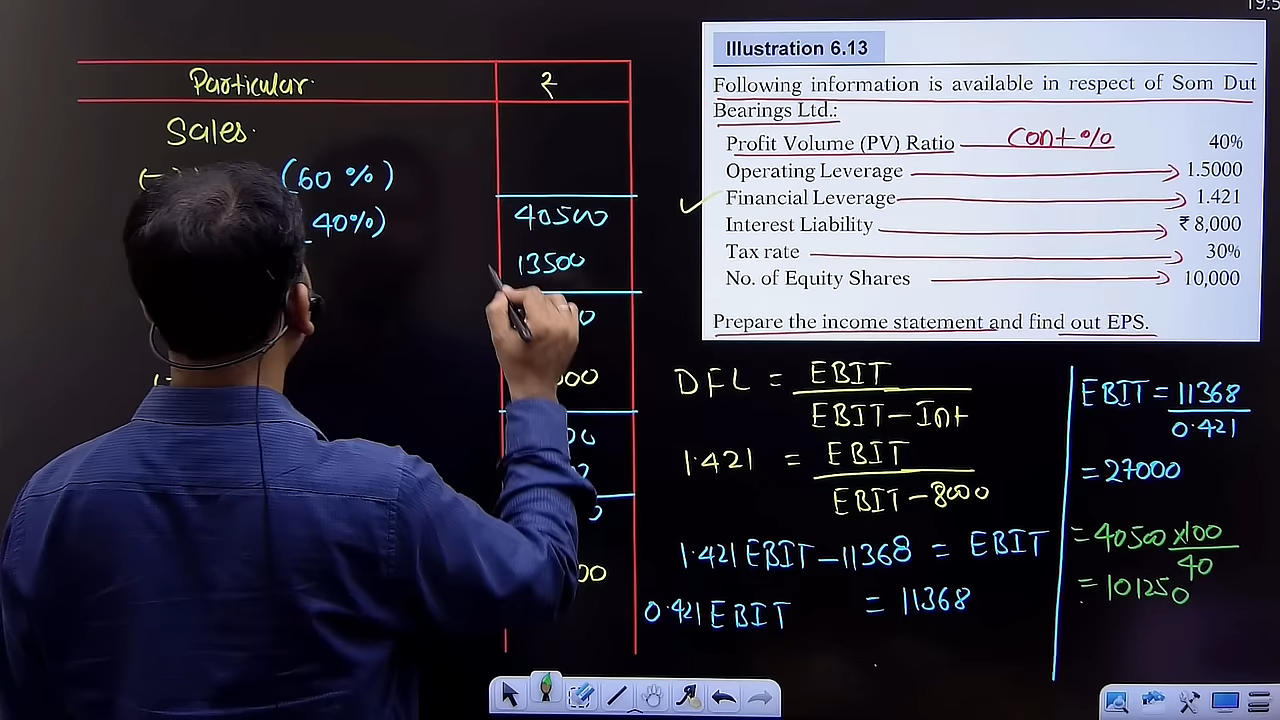 19:5
Particular ₹
Sales
(60 %)
40%) 40500
13500
Illustration 6.13
Following information is available in respect of Som Dut
Bearings Ltd.:
Profit Volume (PV) Ratio cont % 40%
Operating Leverage 1.5000
Financial Leverage 1.421
Interest Liability ₹ 8,000
Tax rate 30%
No. of Equity Shares 10,000
Prepare the income statement and find out EPS.
DFL = EBIT
EBIT-Int
1.421 = EBIT
EBIT-8000
1.421 EBIT - 11368 = EBIT
0.421 EBIT = 11368
EBIT = 11368
0.421
= 27000
= 40500 x 100
40
= 101250